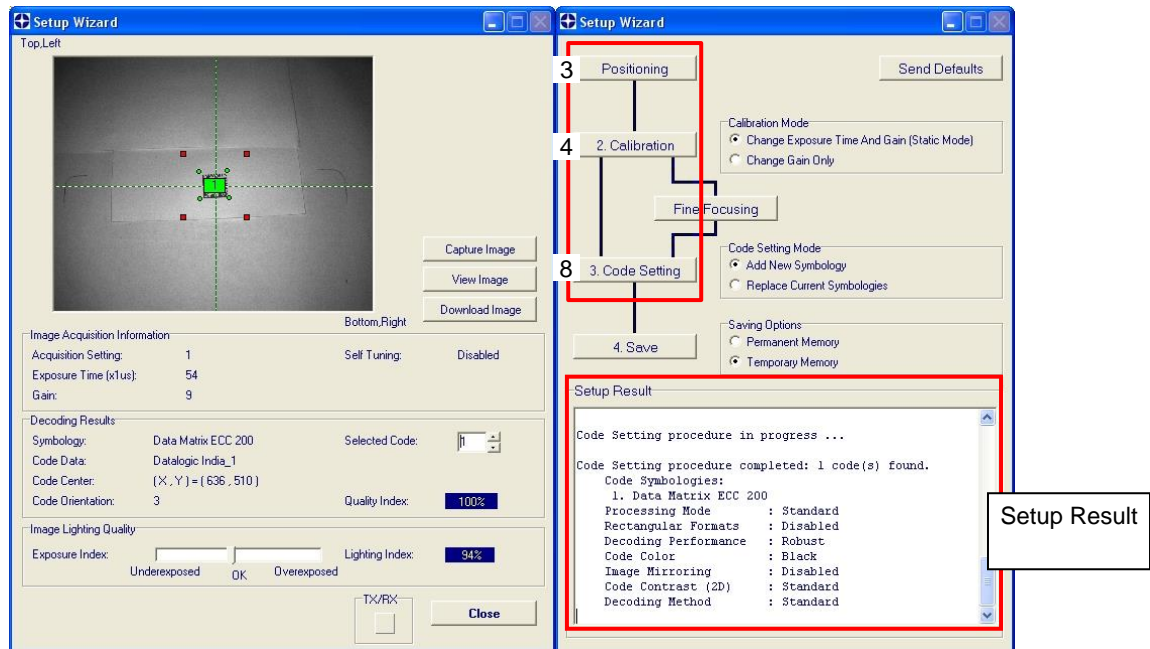 Setup Wizard
Top,Left
1
Capture Image
View Image
Download Image
Bottom,Right
Image Acquisition Information
Acquisition Setting: 1 Self Tuning: Disabled
Exposure Time (x1us): 54
Gain: 9
Decoding Results
Symbology: Data Matrix ECC 200 Selected Code: 1
Code Data: Datalogic India_1
Code Center: (X,Y)=(636,510)
Code Orientation: 3 Quality Index: 100%
Image Lighting Quality
Exposure Index: Lighting Index: 94%
Underexposed OK Overexposed
TX/RX
Close
Setup Wizard
3 Positioning
Send Defaults
4 2. Calibration
Calibration Mode
Change Exposure Time And Gain (Static Mode)
Change Gain Only
Fine Focusing
8 3. Code Setting
Code Setting Mode
Add New Symbology
Replace Current Symbologies
4. Save
Saving Options
Permanent Memory
Temporary Memory
Setup Result
Code Setting procedure in progress ...
Code Setting procedure completed: 1 code(s) found.
Code Symbologies:
1. Data Matrix ECC 200
Processing Mode : Standard
Rectangular Formats : Disabled
Decoding Performance : Robust
Code Color : Black
Image Mirroring : Disabled
Code Contrast (2D) : Standard
Decoding Method : Standard
Setup Result